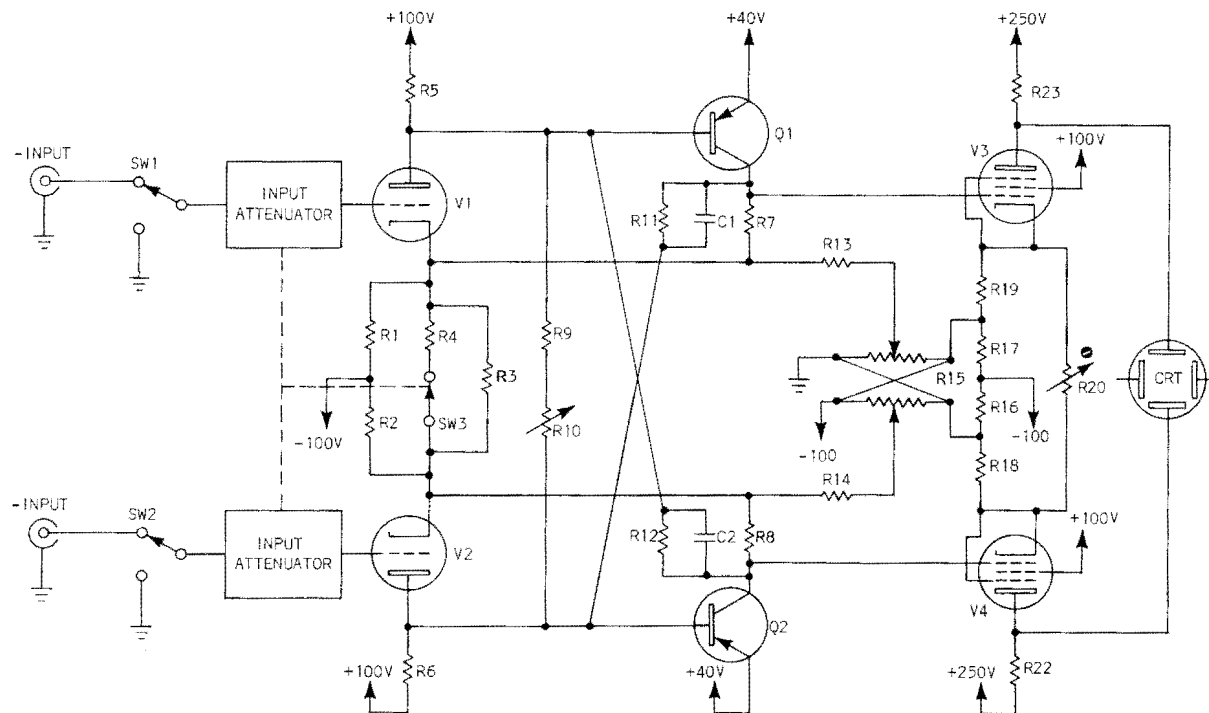 +100V
+40V
+250V
R5
R23
Q1
V3
+100V
-INPUT
SW1
INPUT
ATTENUATOR
V1
R11
C1
R7
R13
R19
R1
R4
R9
R3
R17
R15
R20
CRT
-100V
R2
SW3
R10
-100
R16
-100
R14
R18
-INPUT
SW2
INPUT
ATTENUATOR
V2
R12
C2
R8
+100V
V4
Q2
+100V
R6
+40V
+250V
R22